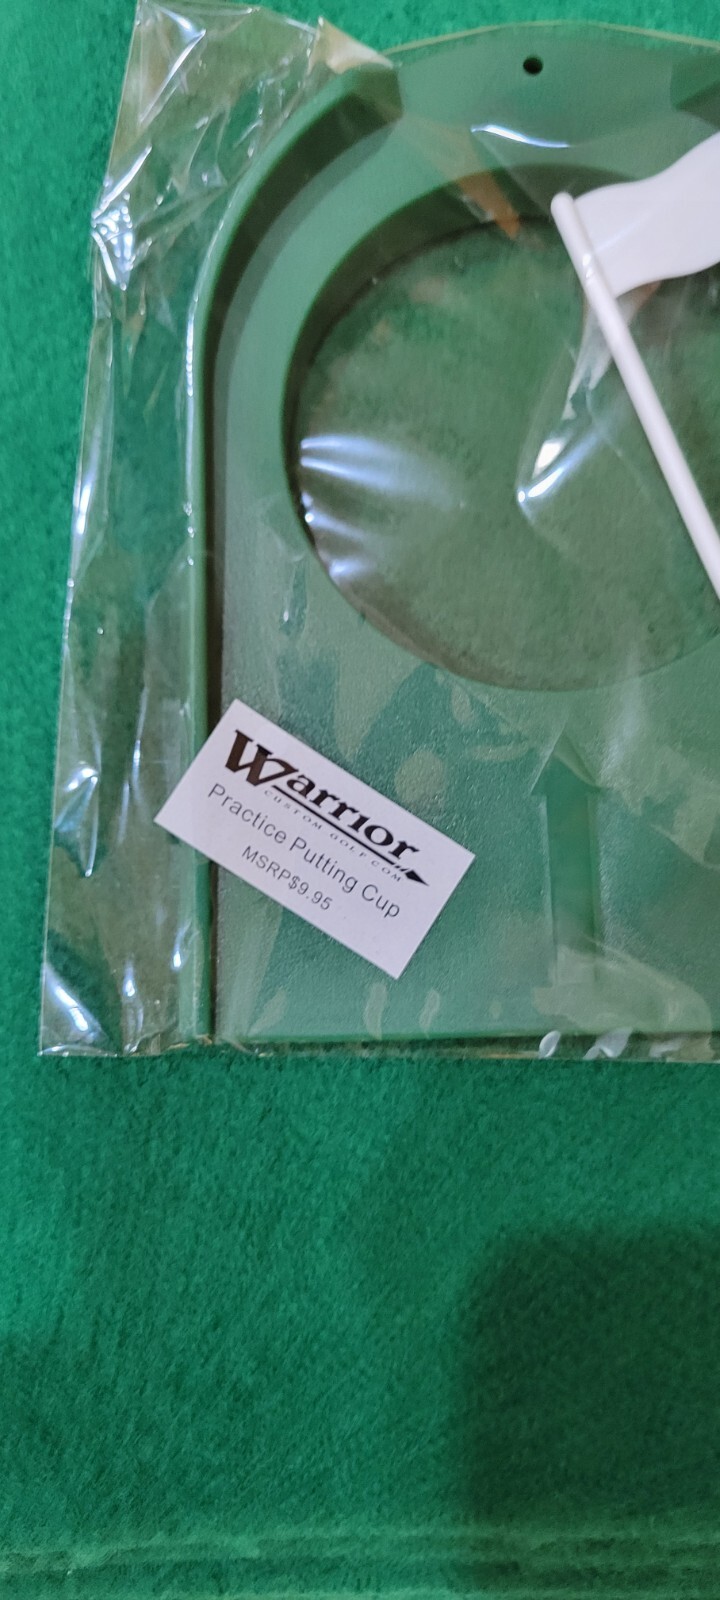 Warrior
CUSTOM GOLF.COM
Practice Putting Cup
MSRP$9.95